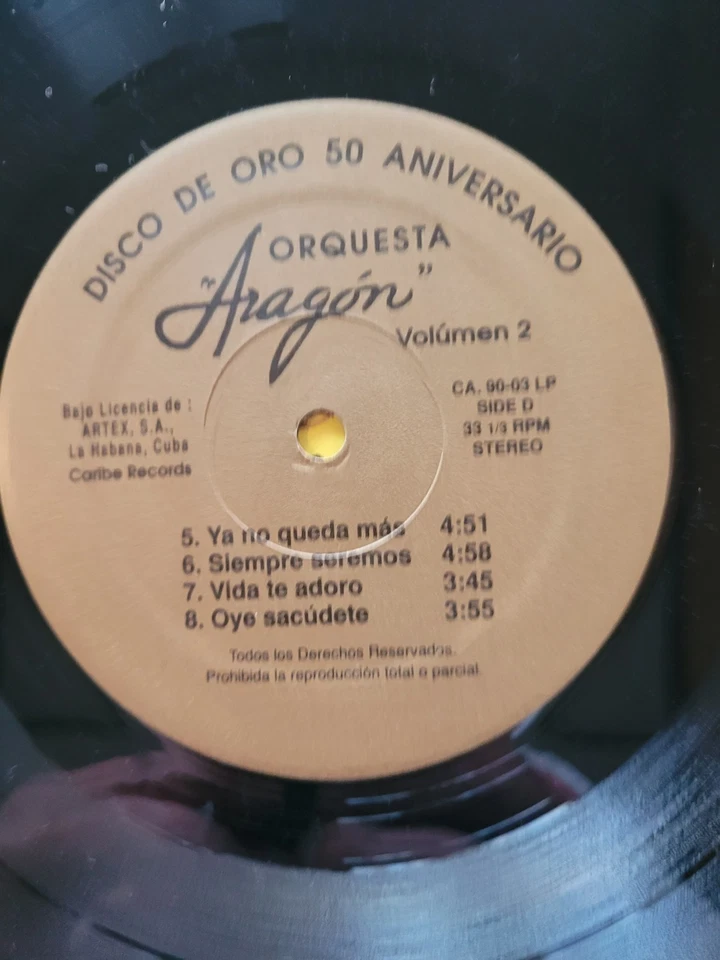 DISCO DE ORO 50 ANIVERSARIO
ORQUESTA
"Aragón"
Volúmen 2
Bajo Licencia de :
ARTEX, S.A.,
La Habana, Cuba
Caribe Records
CA. 90-03 LP
SIDE D
33 1/3 RPM
STEREO
5. Ya no queda más 4:51
6. Siempre seremos 4:58
7. Vida te adoro 3:45
8. Oye sacúdete 3:55
Todos los Derechos Reservados.
Prohibida la reproducción total o parcial.